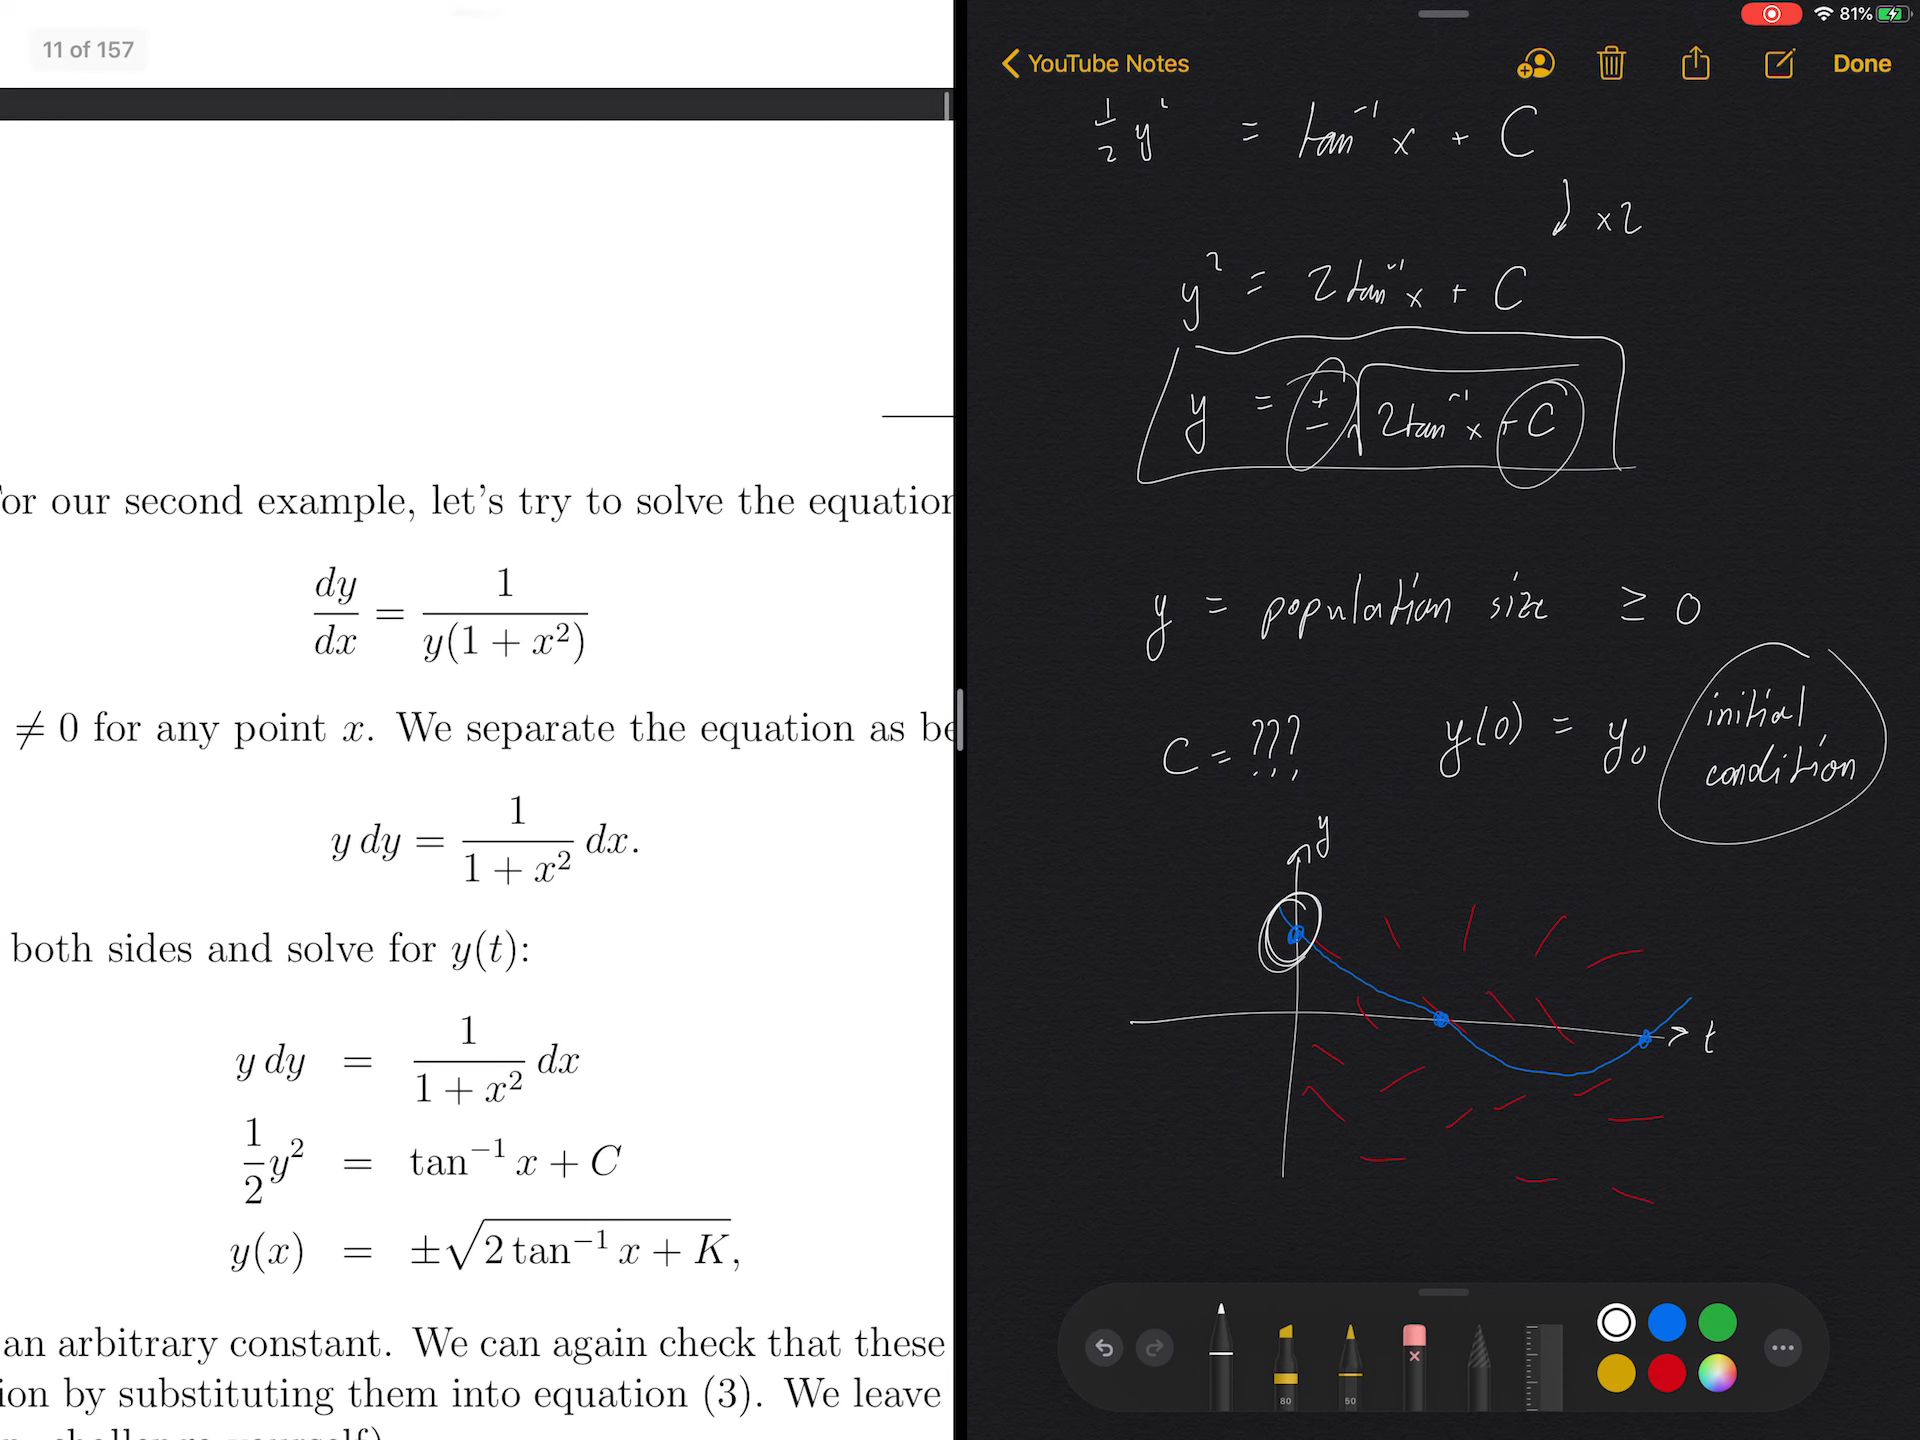 11 of 157
or our second example, let's try to solve the equation
dy/dx = 1/(y(1 + x²))
≠ 0 for any point x. We separate the equation as be
y dy = 1/(1 + x²) dx.
both sides and solve for y(t):
y dy = 1/(1 + x²) dx
1/2 y² = tan⁻¹ x + C
y(x) = ±√(2 tan⁻¹ x + K),
an arbitrary constant. We can again check that these
ion by substituting them into equation (3). We leave
challenge yourself)
81%
YouTube Notes
Done
1/2 y² = tan⁻¹ x + C
x2
y² = 2 tan⁻¹ x + C
y = ±√(2 tan⁻¹ x + C)
y = population size ≥ 0
C = ???
y(0) = y₀
initial
condition
y
t
80
50